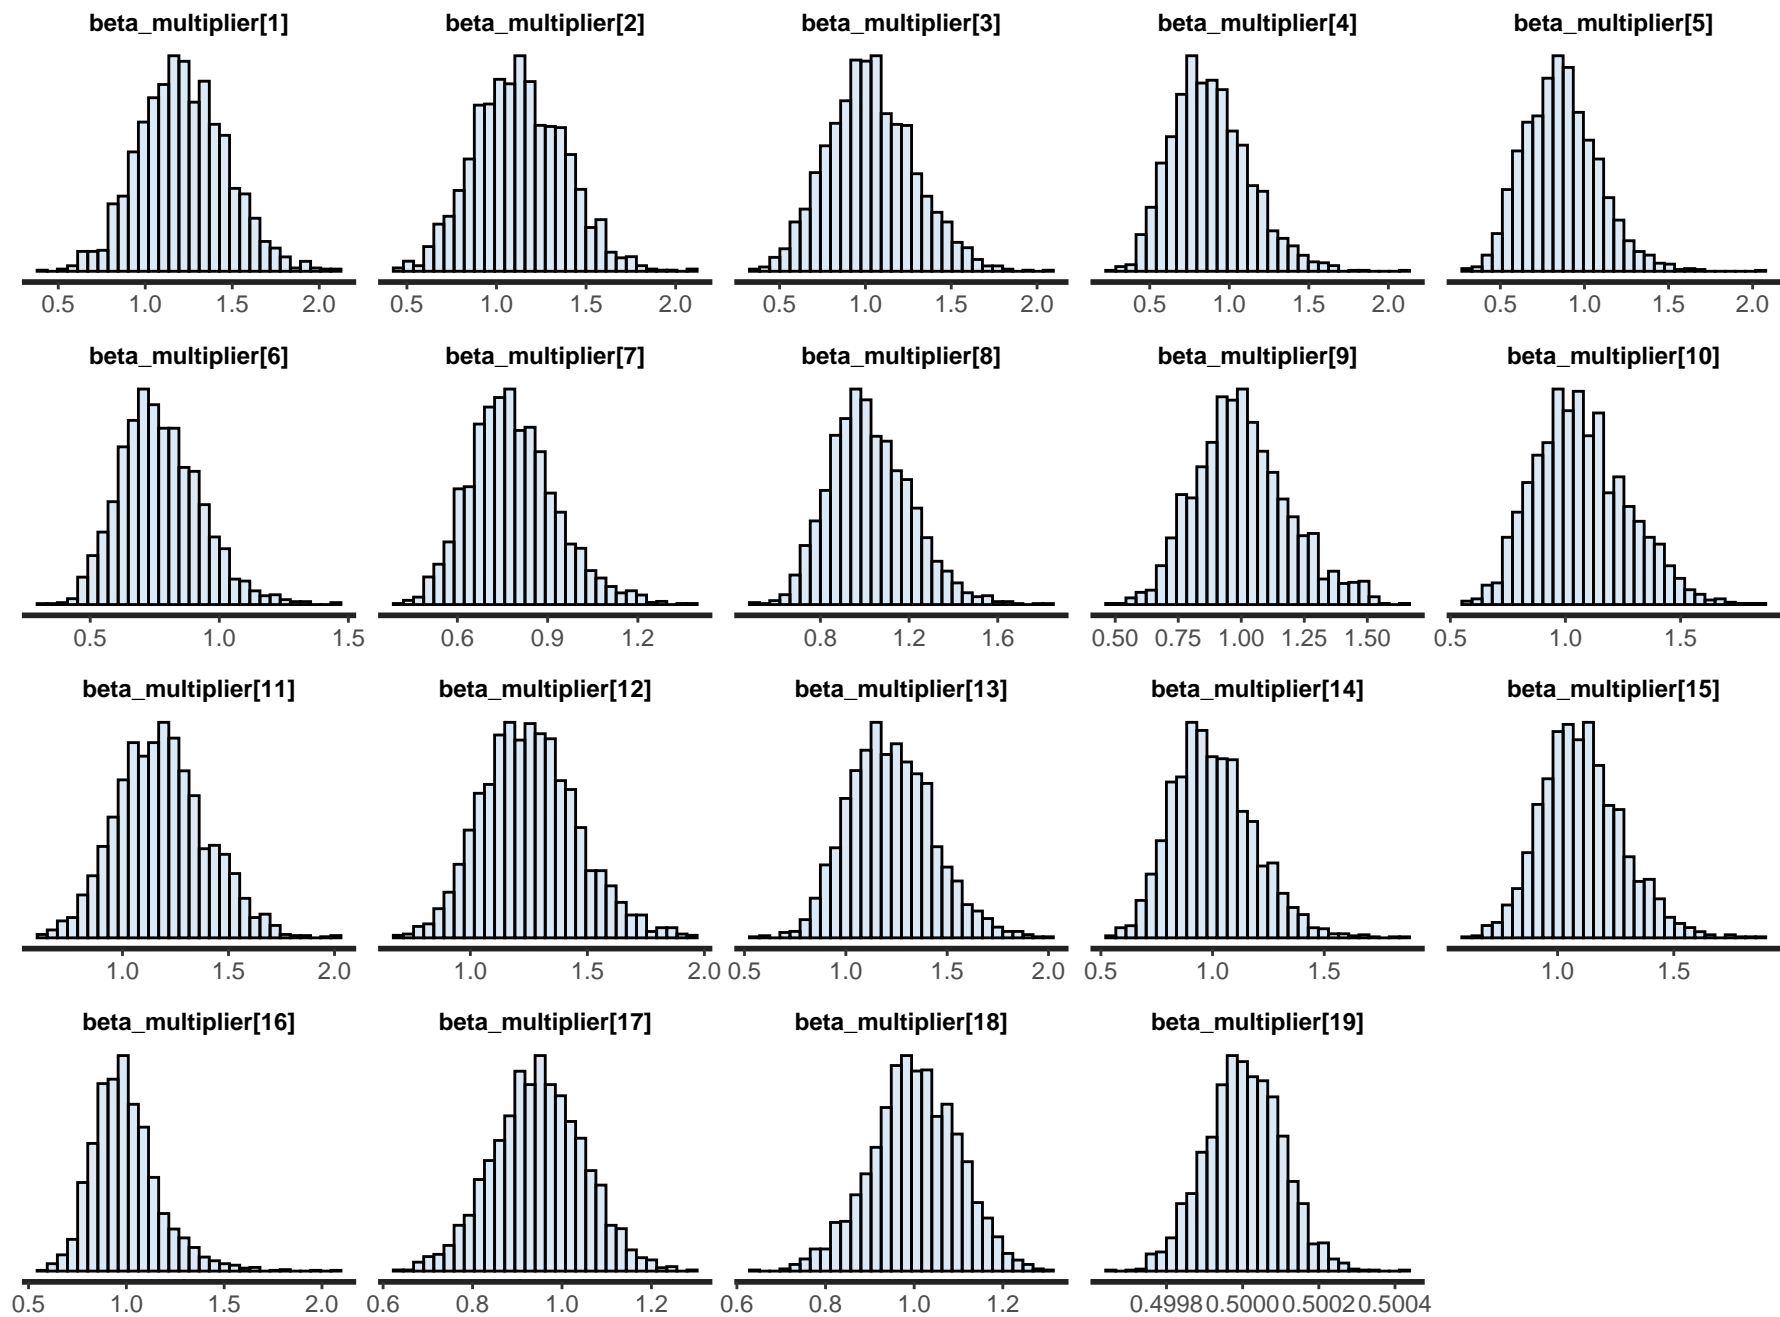 beta_multiplier[1] beta_multiplier[2] beta_multiplier[3] beta_multiplier[4] beta_multiplier[5]
0.5 1.0 1.5 2.0 0.5 1.0 1.5 2.0 0.5 1.0 1.5 2.0 0.5 1.0 1.5 2.0 0.5 1.0 1.5 2.0
beta_multiplier[6] beta_multiplier[7] beta_multiplier[8] beta_multiplier[9] beta_multiplier[10]
0.5 1.0 1.5 0.6 0.9 1.2 0.8 1.2 1.6 0.50 0.75 1.00 1.25 1.50 0.5 1.0 1.5
beta_multiplier[11] beta_multiplier[12] beta_multiplier[13] beta_multiplier[14] beta_multiplier[15]
1.0 1.5 2.0 1.0 1.5 2.0 0.5 1.0 1.5 2.0 0.5 1.0 1.5 1.0 1.5
beta_multiplier[16] beta_multiplier[17] beta_multiplier[18] beta_multiplier[19]
0.5 1.0 1.5 2.0 0.6 0.8 1.0 1.2 0.6 0.8 1.0 1.2 0.4998 0.5000 0.5002 0.5004